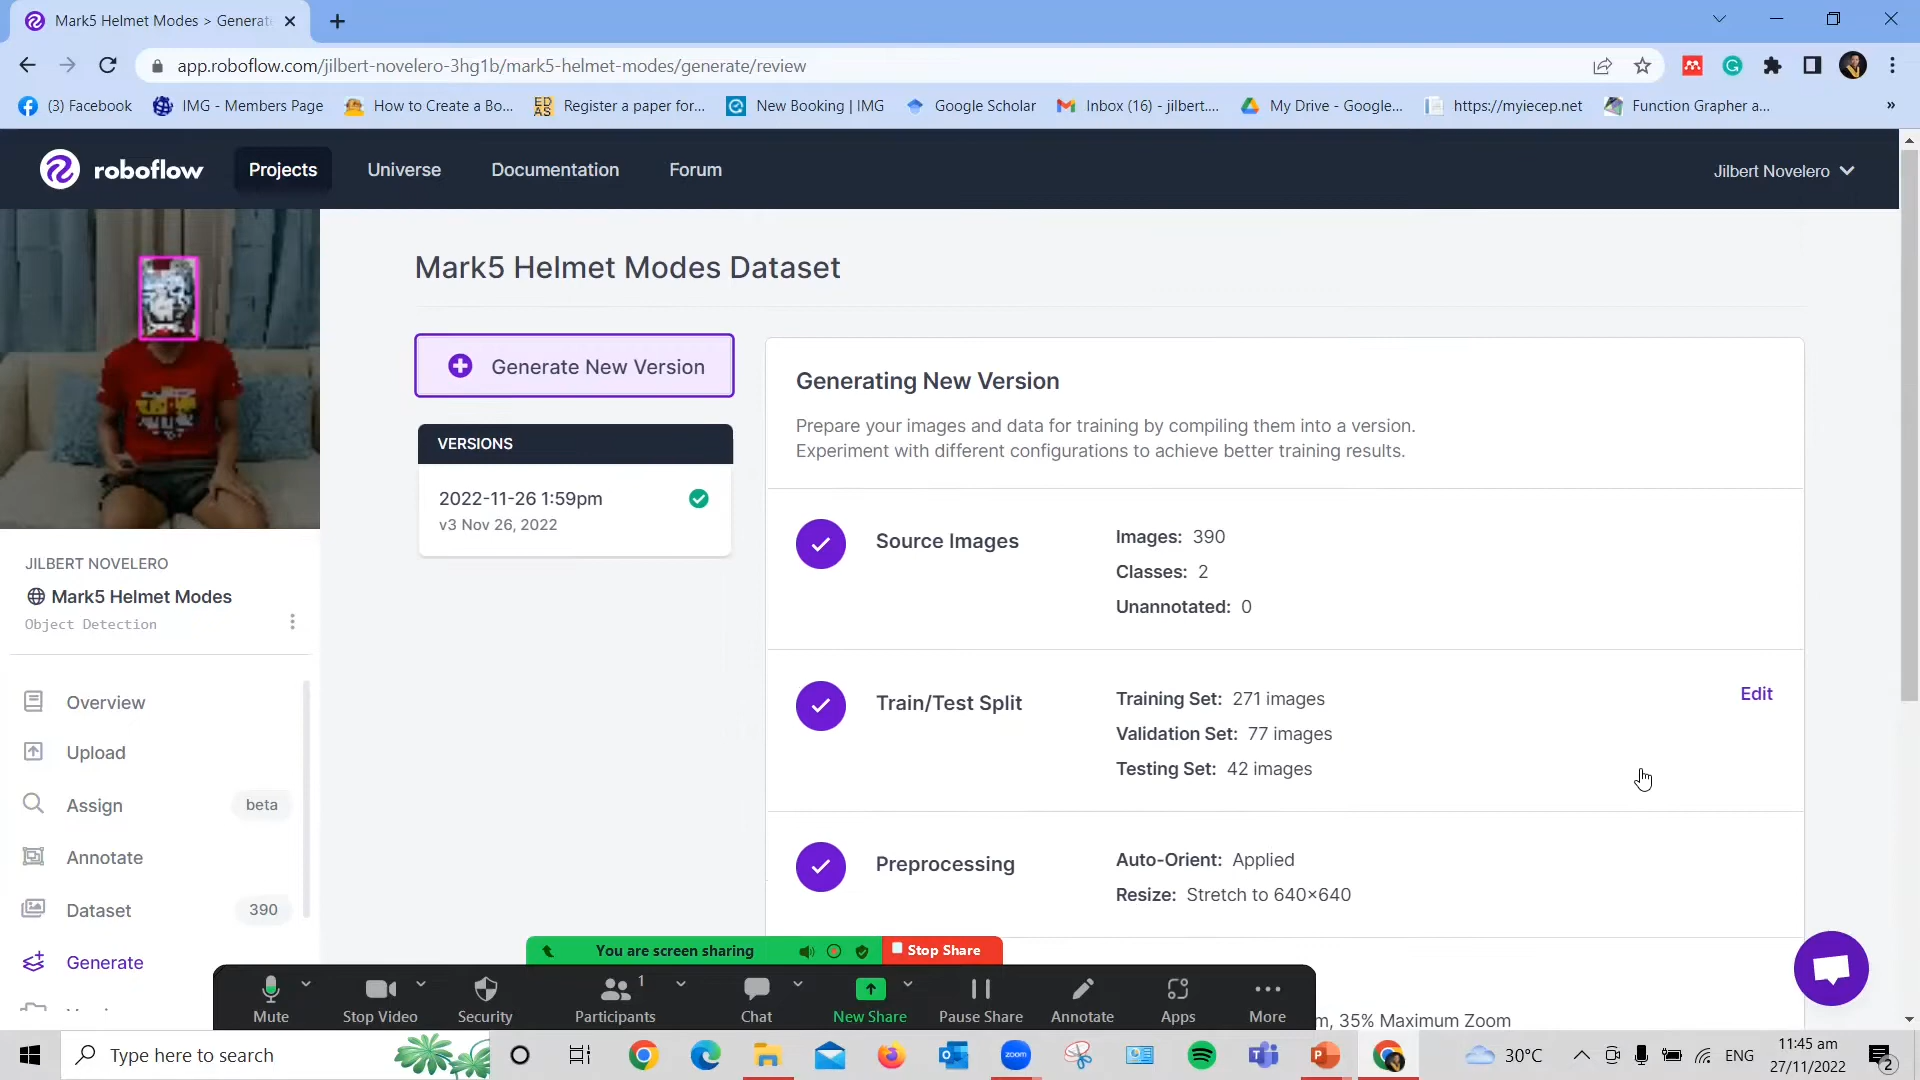 Mark5 Helmet Modes > Generat
app.roboflow.com/jilbert-novelero-3hg1b/mark5-helmet-modes/generate/review
(3) Facebook
IMG - Members Page
How to Create a Bo...
ED
AS
Register a paper for...
New Booking | IMG
Google Scholar
Inbox (16) - jilbert....
My Drive - Google...
https://myiecep.net
Function Grapher a...
»
roboflow
Projects
Universe
Documentation
Forum
Jilbert Novelero
Mark5 Helmet Modes Dataset
Generate New Version
VERSIONS
2022-11-26 1:59pm
v3 Nov 26, 2022
Generating New Version
Prepare your images and data for training by compiling them into a version.
Experiment with different configurations to achieve better training results.
Source Images
Images: 390
Classes: 2
Unannotated: 0
Train/Test Split
Training Set: 271 images
Validation Set: 77 images
Testing Set: 42 images
Edit
Preprocessing
Auto-Orient: Applied
Resize: Stretch to 640×640
m, 35% Maximum Zoom
JILBERT NOVELERO
Mark5 Helmet Modes
Object Detection
Overview
Upload
Assign
beta
Annotate
Dataset
390
Generate
You are screen sharing
Stop Share
Mute
Stop Video
Security
Participants
1
Chat
New Share
Pause Share
Annotate
Apps
More
Type here to search
zoom
30°C
ENG
11:45 am
27/11/2022
2